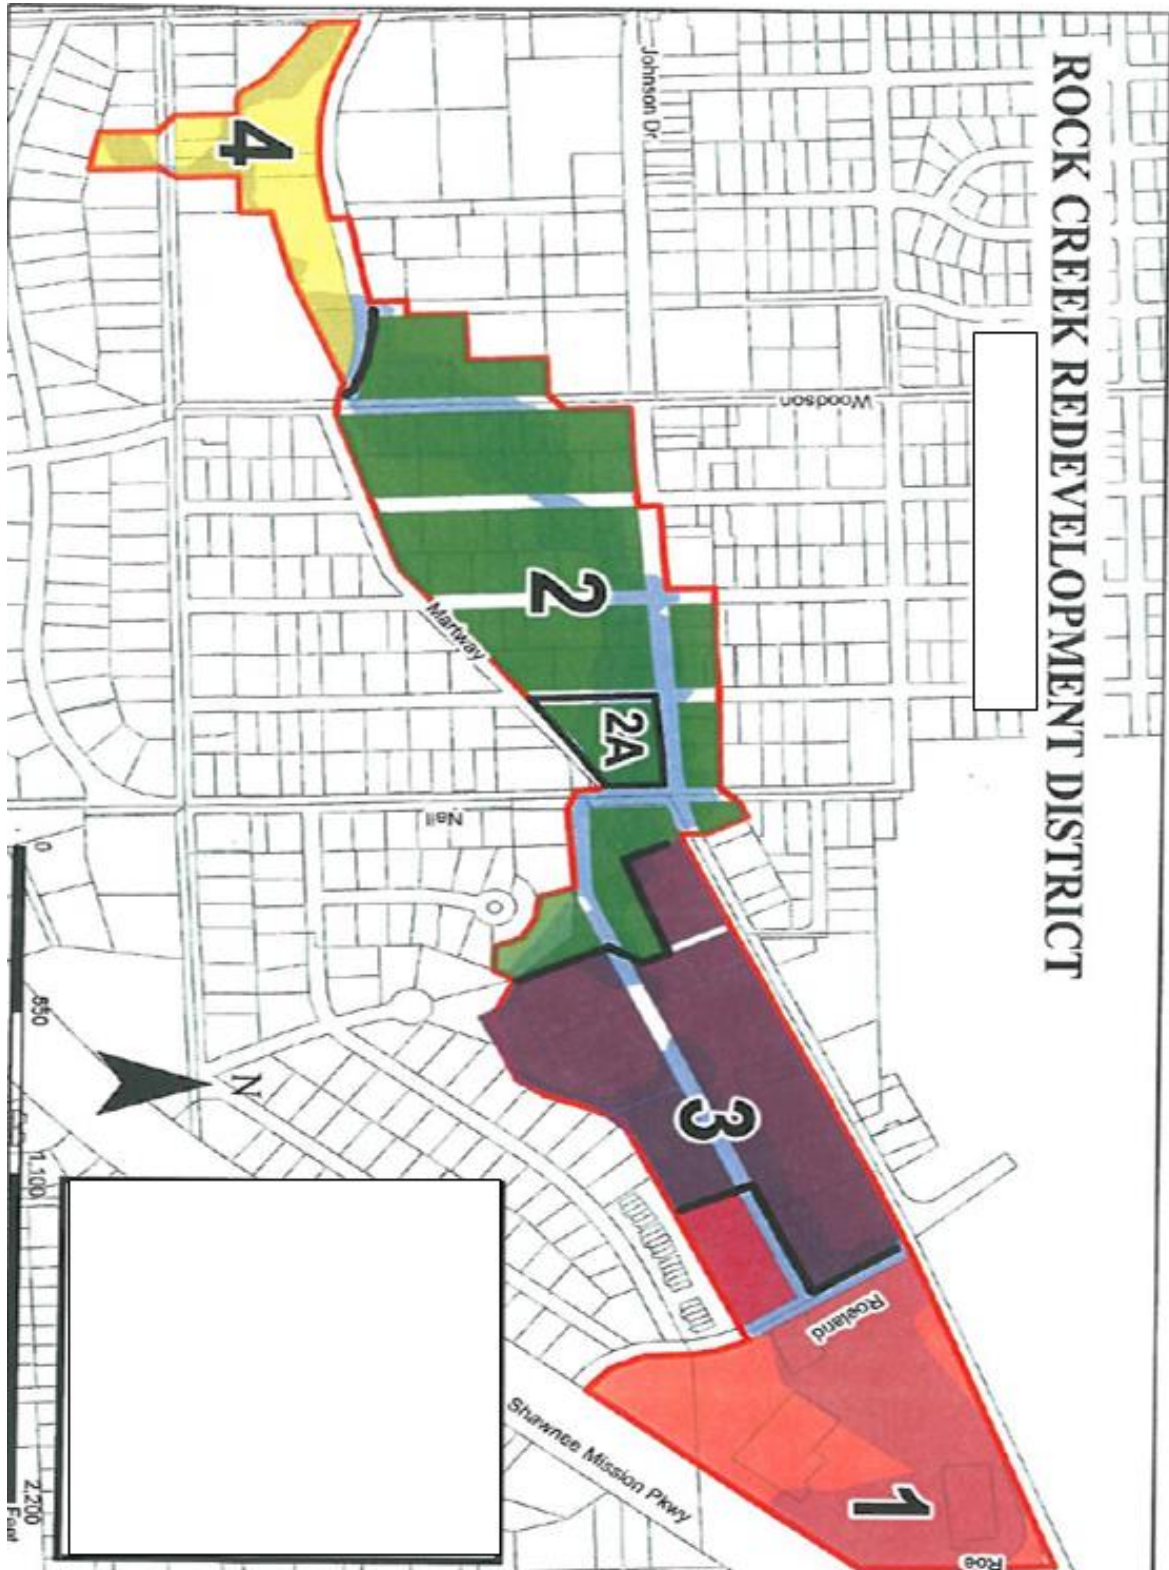 ROCK CREEK REDEVELOPMENT DISTRICT
Johnson Dr.
Woodson
4
2
Martway
2A
Nall
3
Roeland
1
Roe
Shawnee Mission Pkwy
N
0
550
1,100
2,200
Feet